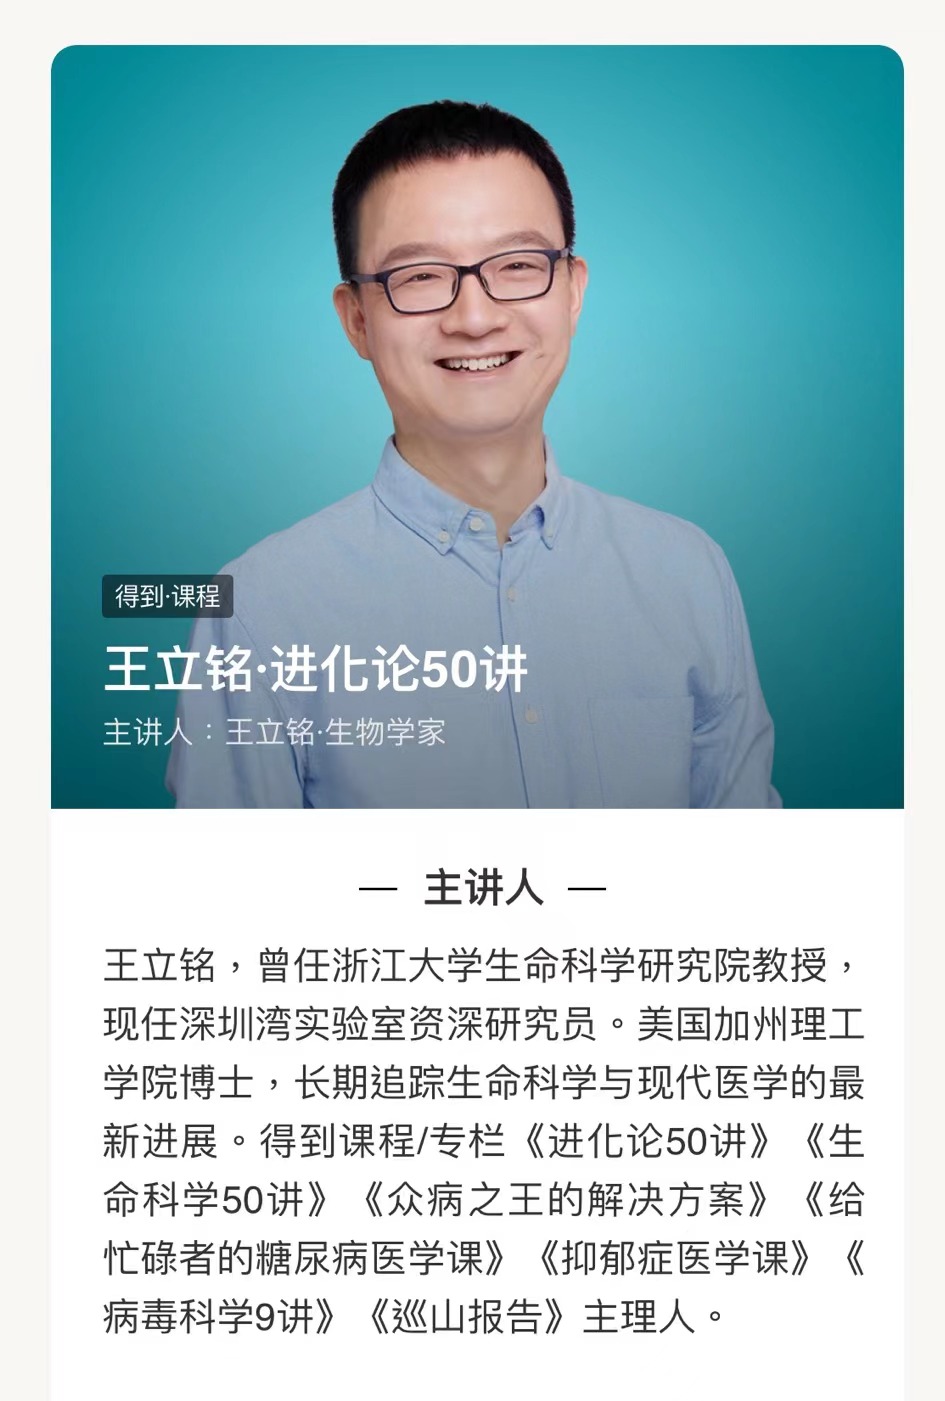 得到·课程
王立铭·进化论50讲
主讲人：王立铭·生物学家
— 主讲人 —
王立铭，曾任浙江大学生命科学研究院教授，
现任深圳湾实验室资深研究员。美国加州理工
学院博士，长期追踪生命科学与现代医学的最
新进展。得到课程/专栏《进化论50讲》《生
命科学50讲》《众病之王的解决方案》《给
忙碌者的糖尿病医学课》《抑郁症医学课》《
病毒科学9讲》《巡山报告》主理人。